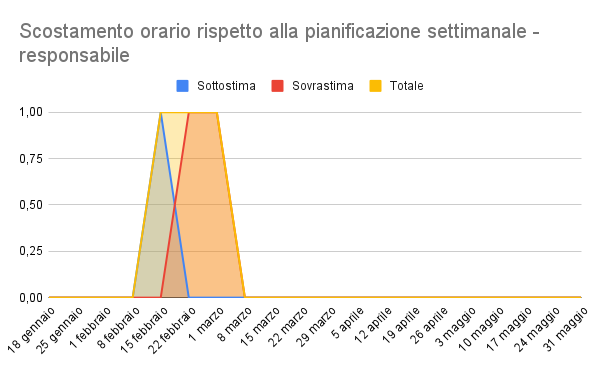 Scostamento orario rispetto alla pianificazione settimanale -
responsabile
Sottostima
Sovrastima
Totale
1,00
0,75
0,50
0,25
0,00
18 gennaio
25 gennaio
1 febbraio
8 febbraio
15 febbraio
22 febbraio
1 marzo
8 marzo
15 marzo
22 marzo
29 marzo
5 aprile
12 aprile
19 aprile
26 aprile
3 maggio
10 maggio
17 maggio
24 maggio
31 maggio